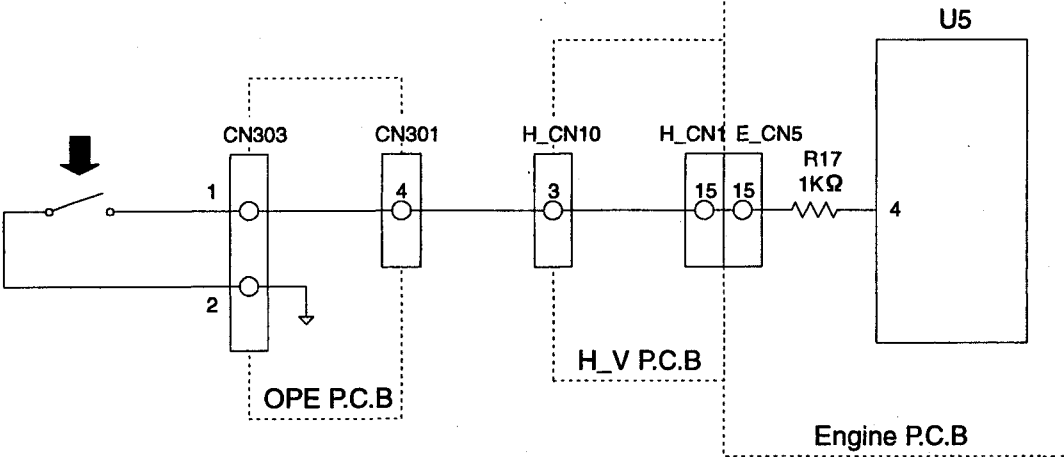 U5
CN303
CN301
H_CN10
H_CN1
E_CN5
R17
1KΩ
1
4
3
15
15
4
2
H_V P.C.B
OPE P.C.B
Engine P.C.B